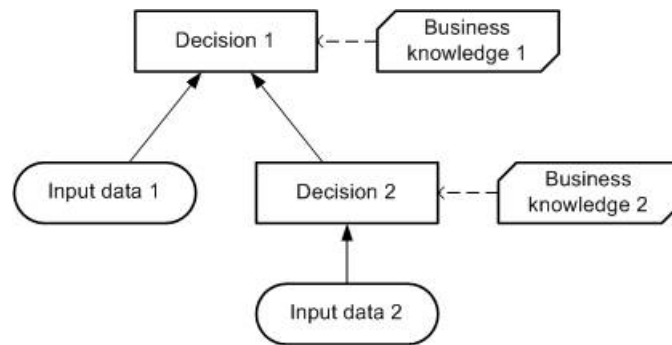 Decision 1
Business
knowledge 1
Input data 1
Decision 2
Business
knowledge 2
Input data 2